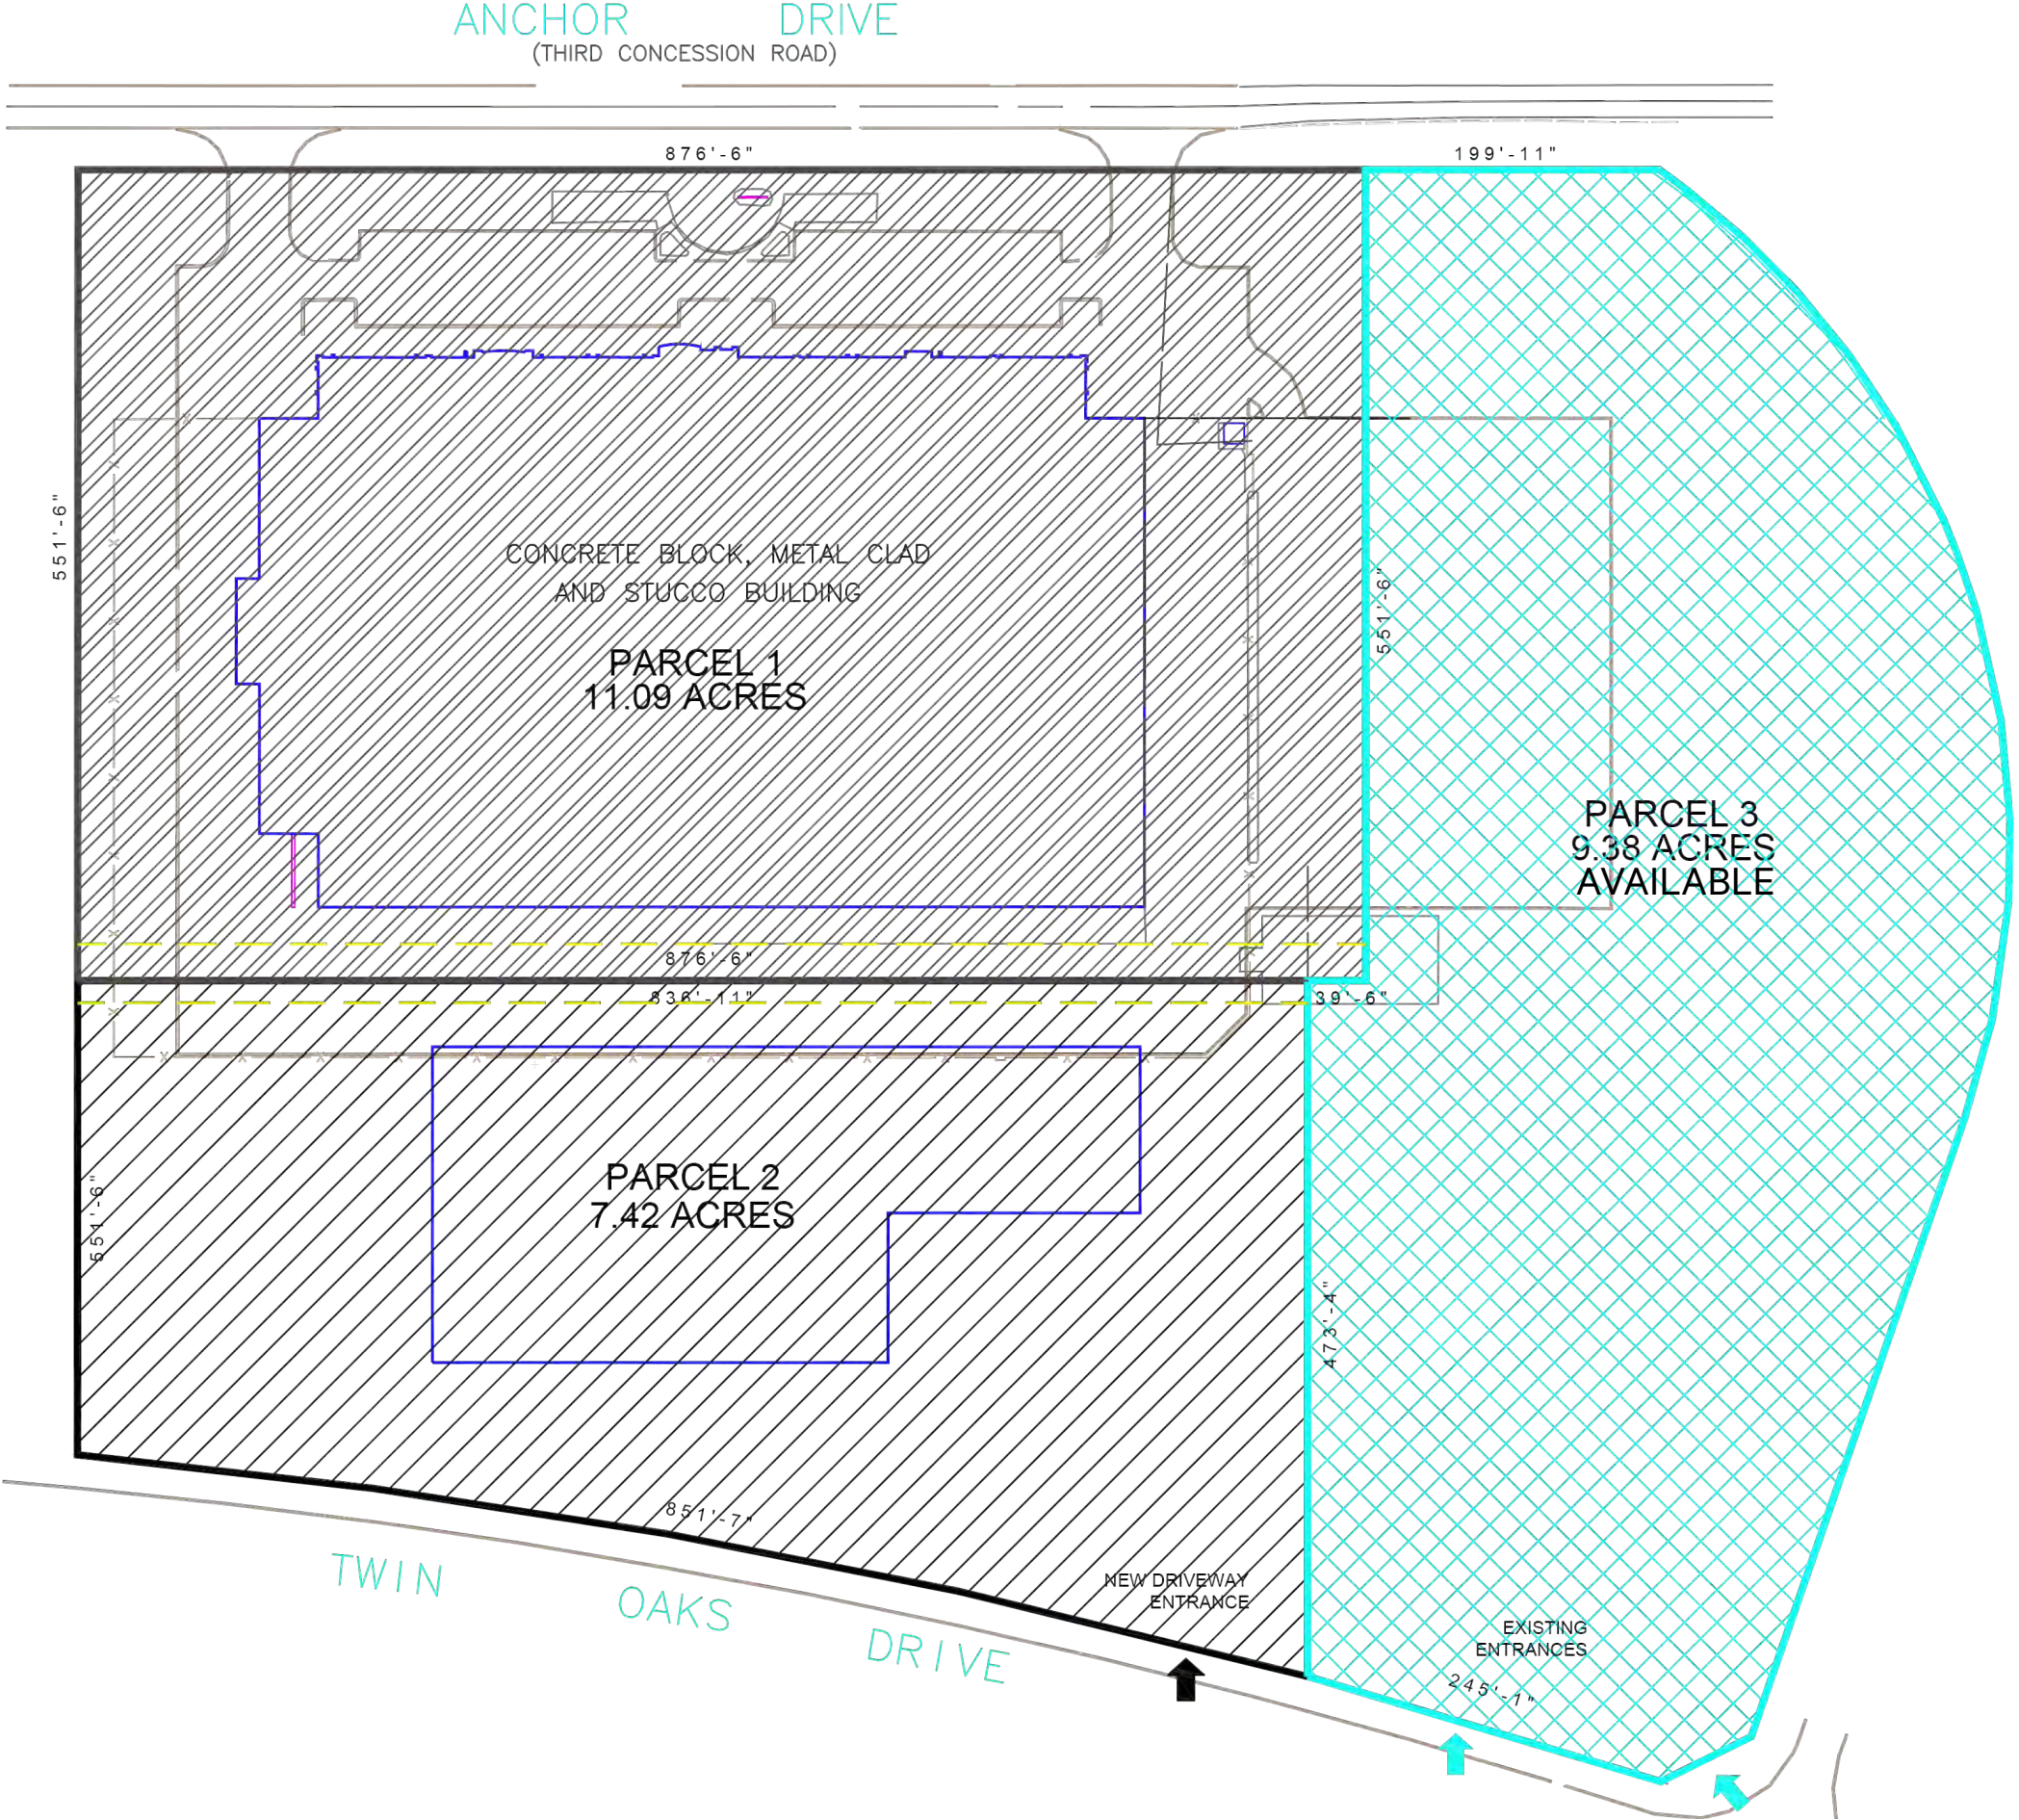 ANCHOR DRIVE
(THIRD CONCESSION ROAD)
876'-6"
199'-11"
551'-6"
CONCRETE BLOCK, METAL CLAD
AND STUCCO BUILDING
551'-6"
PARCEL 1
11.09 ACRES
PARCEL 3
9.38 ACRES
AVAILABLE
876'-6"
836'-11"
39'-6"
PARCEL 2
7.42 ACRES
551'-6"
473'-4"
851'-7"
NEW DRIVEWAY
ENTRANCE
EXISTING
ENTRANCES
245'-1"
TWIN OAKS DRIVE